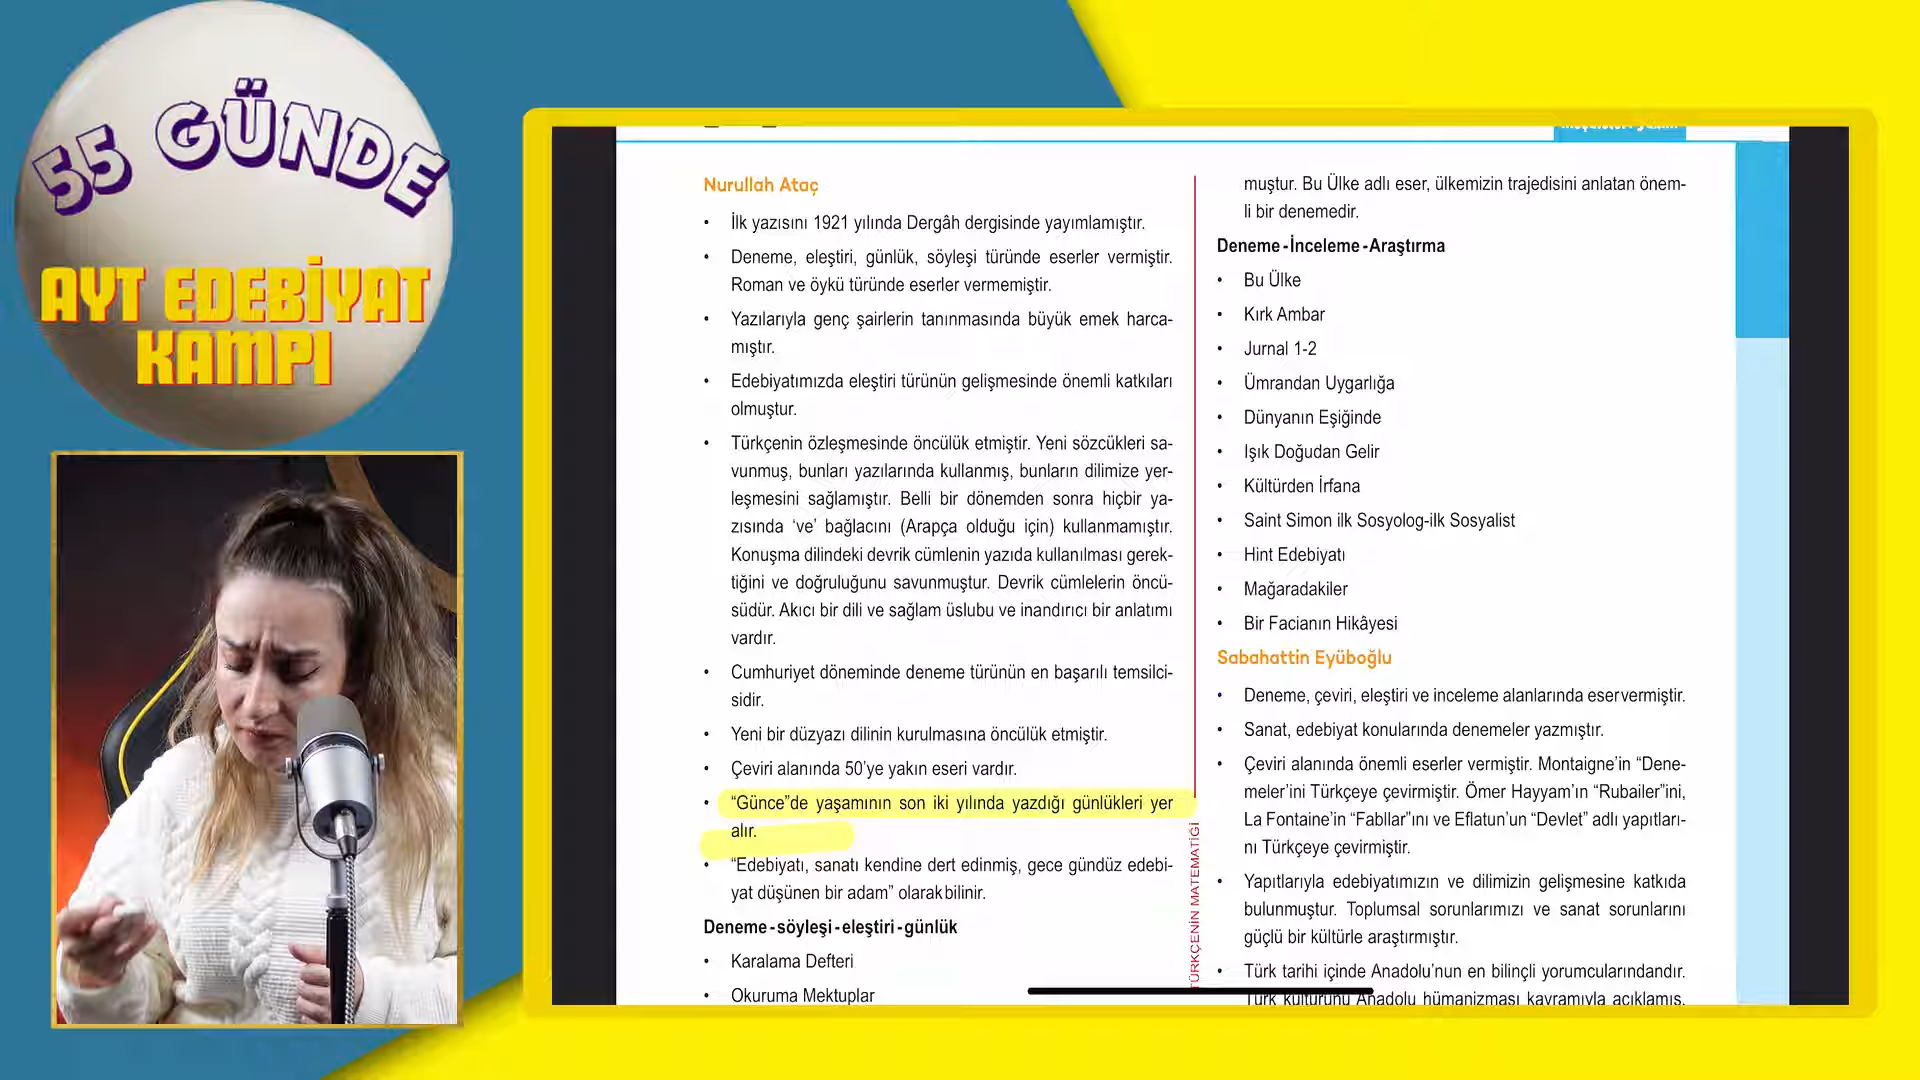 55 GÜNDE
AYT EDEBİYAT
KAMPI
Nurullah Ataç
• İlk yazısını 1921 yılında Dergâh dergisinde yayımlamıştır.
• Deneme, eleştiri, günlük, söyleşi türünde eserler vermiştir.
Roman ve öykü türünde eserler vermemiştir.
• Yazılarıyla genç şairlerin tanınmasında büyük emek harca-
mıştır.
• Edebiyatımızda eleştiri türünün gelişmesinde önemli katkıları
olmuştur.
• Türkçenin özleşmesinde öncülük etmiştir. Yeni sözcükleri sa-
vunmuş, bunları yazılarında kullanmış, bunların dilimize yer-
leşmesini sağlamıştır. Belli bir dönemden sonra hiçbir ya-
zısında ‘ve’ bağlacını (Arapça olduğu için) kullanmamıştır.
Konuşma dilindeki devrik cümlenin yazıda kullanılması gerek-
tiğini ve doğruluğunu savunmuştur. Devrik cümlelerin öncü-
südür. Akıcı bir dili ve sağlam üslubu ve inandırıcı bir anlatımı
vardır.
• Cumhuriyet döneminde deneme türünün en başarılı temsilci-
sidir.
• Yeni bir düzyazı dilinin kurulmasına öncülük etmiştir.
• Çeviri alanında 50’ye yakın eseri vardır.
• “Günce”de yaşamının son iki yılında yazdığı günlükleri yer
alır.
• “Edebiyatı, sanatı kendine dert edinmiş, gece gündüz edebi-
yat düşünen bir adam” olarak bilinir.
Deneme-söyleşi-eleştiri-günlük
• Karalama Defteri
• Okuruma Mektuplar
TÜRKÇENİN MATEMATİĞİ
muştur. Bu Ülke adlı eser, ülkemizin trajedisini anlatan önem-
li bir denemedir.
Deneme-İnceleme-Araştırma
• Bu Ülke
• Kırk Ambar
• Jurnal 1-2
• Ümrandan Uygarlığa
• Dünyanın Eşiğinde
• Işık Doğudan Gelir
• Kültürden İrfana
• Saint Simon ilk Sosyolog-ilk Sosyalist
• Hint Edebiyatı
• Mağaradakiler
• Bir Facianın Hikâyesi
Sabahattin Eyüboğlu
• Deneme, çeviri, eleştiri ve inceleme alanlarında eser vermiştir.
• Sanat, edebiyat konularında denemeler yazmıştır.
• Çeviri alanında önemli eserler vermiştir. Montaigne’in “Dene-
meler’ini Türkçeye çevirmiştir. Ömer Hayyam’ın “Rubailer”ini,
La Fontaine’in “Fabllar”ını ve Eflatun’un “Devlet” adlı yapıtları-
nı Türkçeye çevirmiştir.
• Yapıtlarıyla edebiyatımızın ve dilimizin gelişmesine katkıda
bulunmuştur. Toplumsal sorunlarımızı ve sanat sorunlarını
güçlü bir kültürle araştırmıştır.
• Türk tarihi içinde Anadolu’nun en bilinçli yorumcularındandır.
Türk kültürünü Anadolu hümanizması kavramıyla açıklamış,